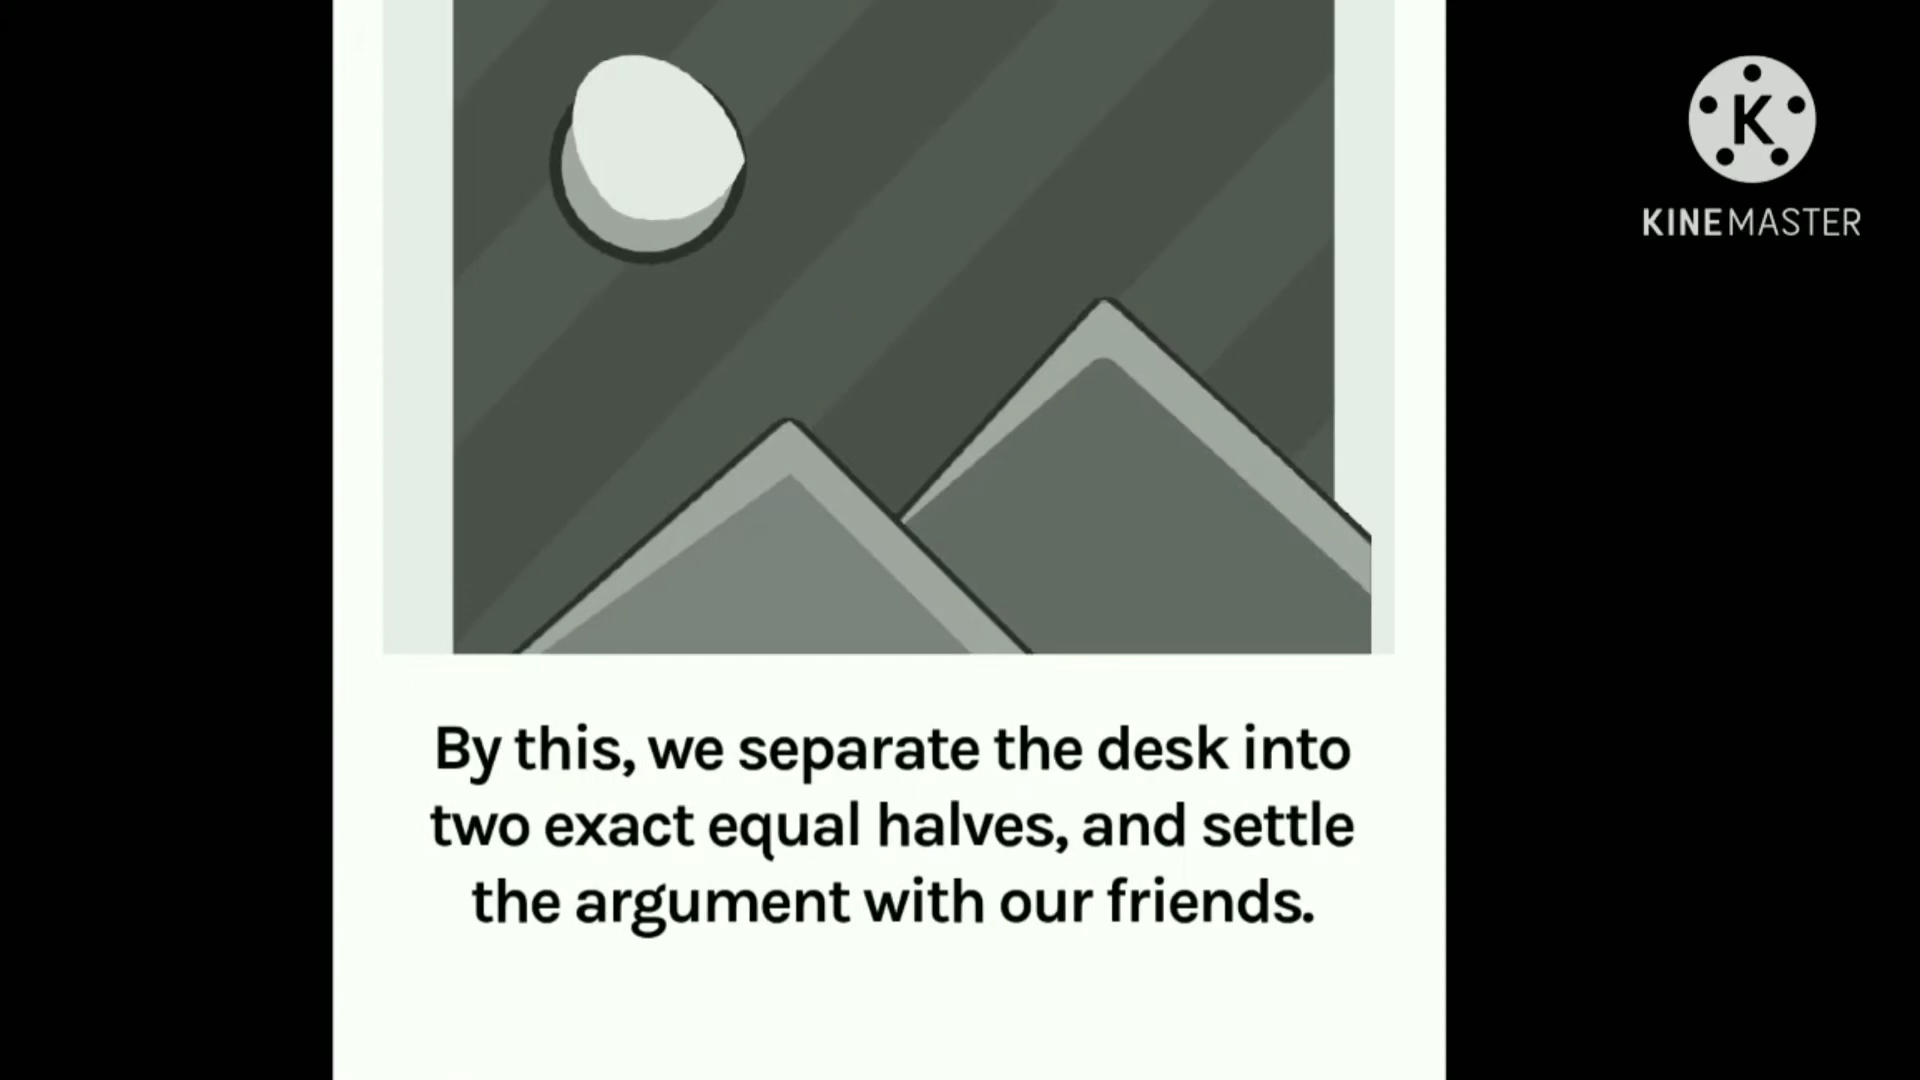 K
KINEMASTER
By this, we separate the desk into
two exact equal halves, and settle
the argument with our friends.